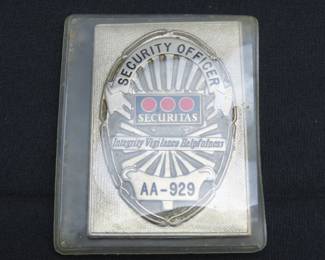 SECURITY OFFICER
SECURITAS
Integrity Vigilance Helpfulness
AA-929